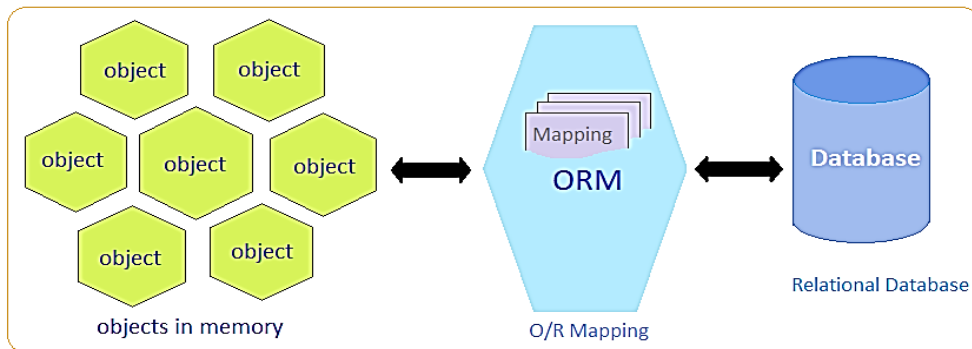 object
object
object
object
object
object
object
objects in memory
Mapping
ORM
O/R Mapping
Database
Relational Database